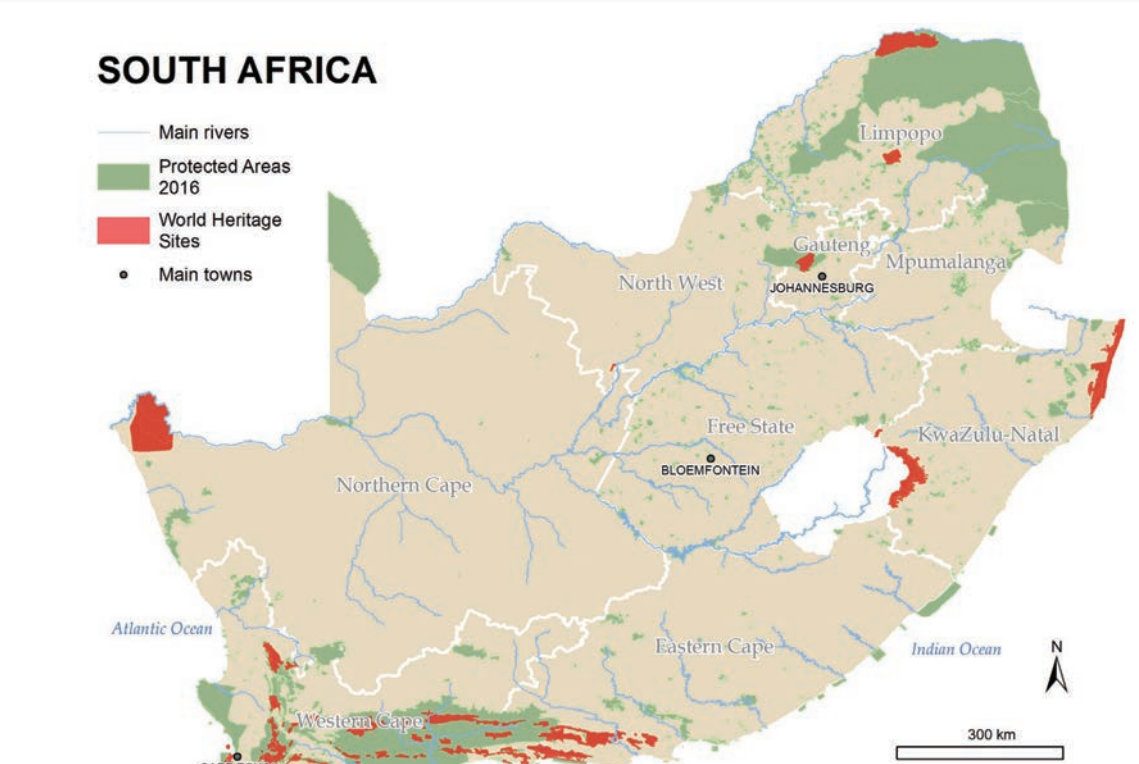 SOUTH AFRICA
Main rivers
Protected Areas
2016
World Heritage
Sites
Main towns
Limpopo
Gauteng
Mpumalanga
North West
JOHANNESBURG
Free State
KwaZulu-Natal
BLOEMFONTEIN
Northern Cape
Atlantic Ocean
Eastern Cape
Indian Ocean
N
Western Cape
300 km